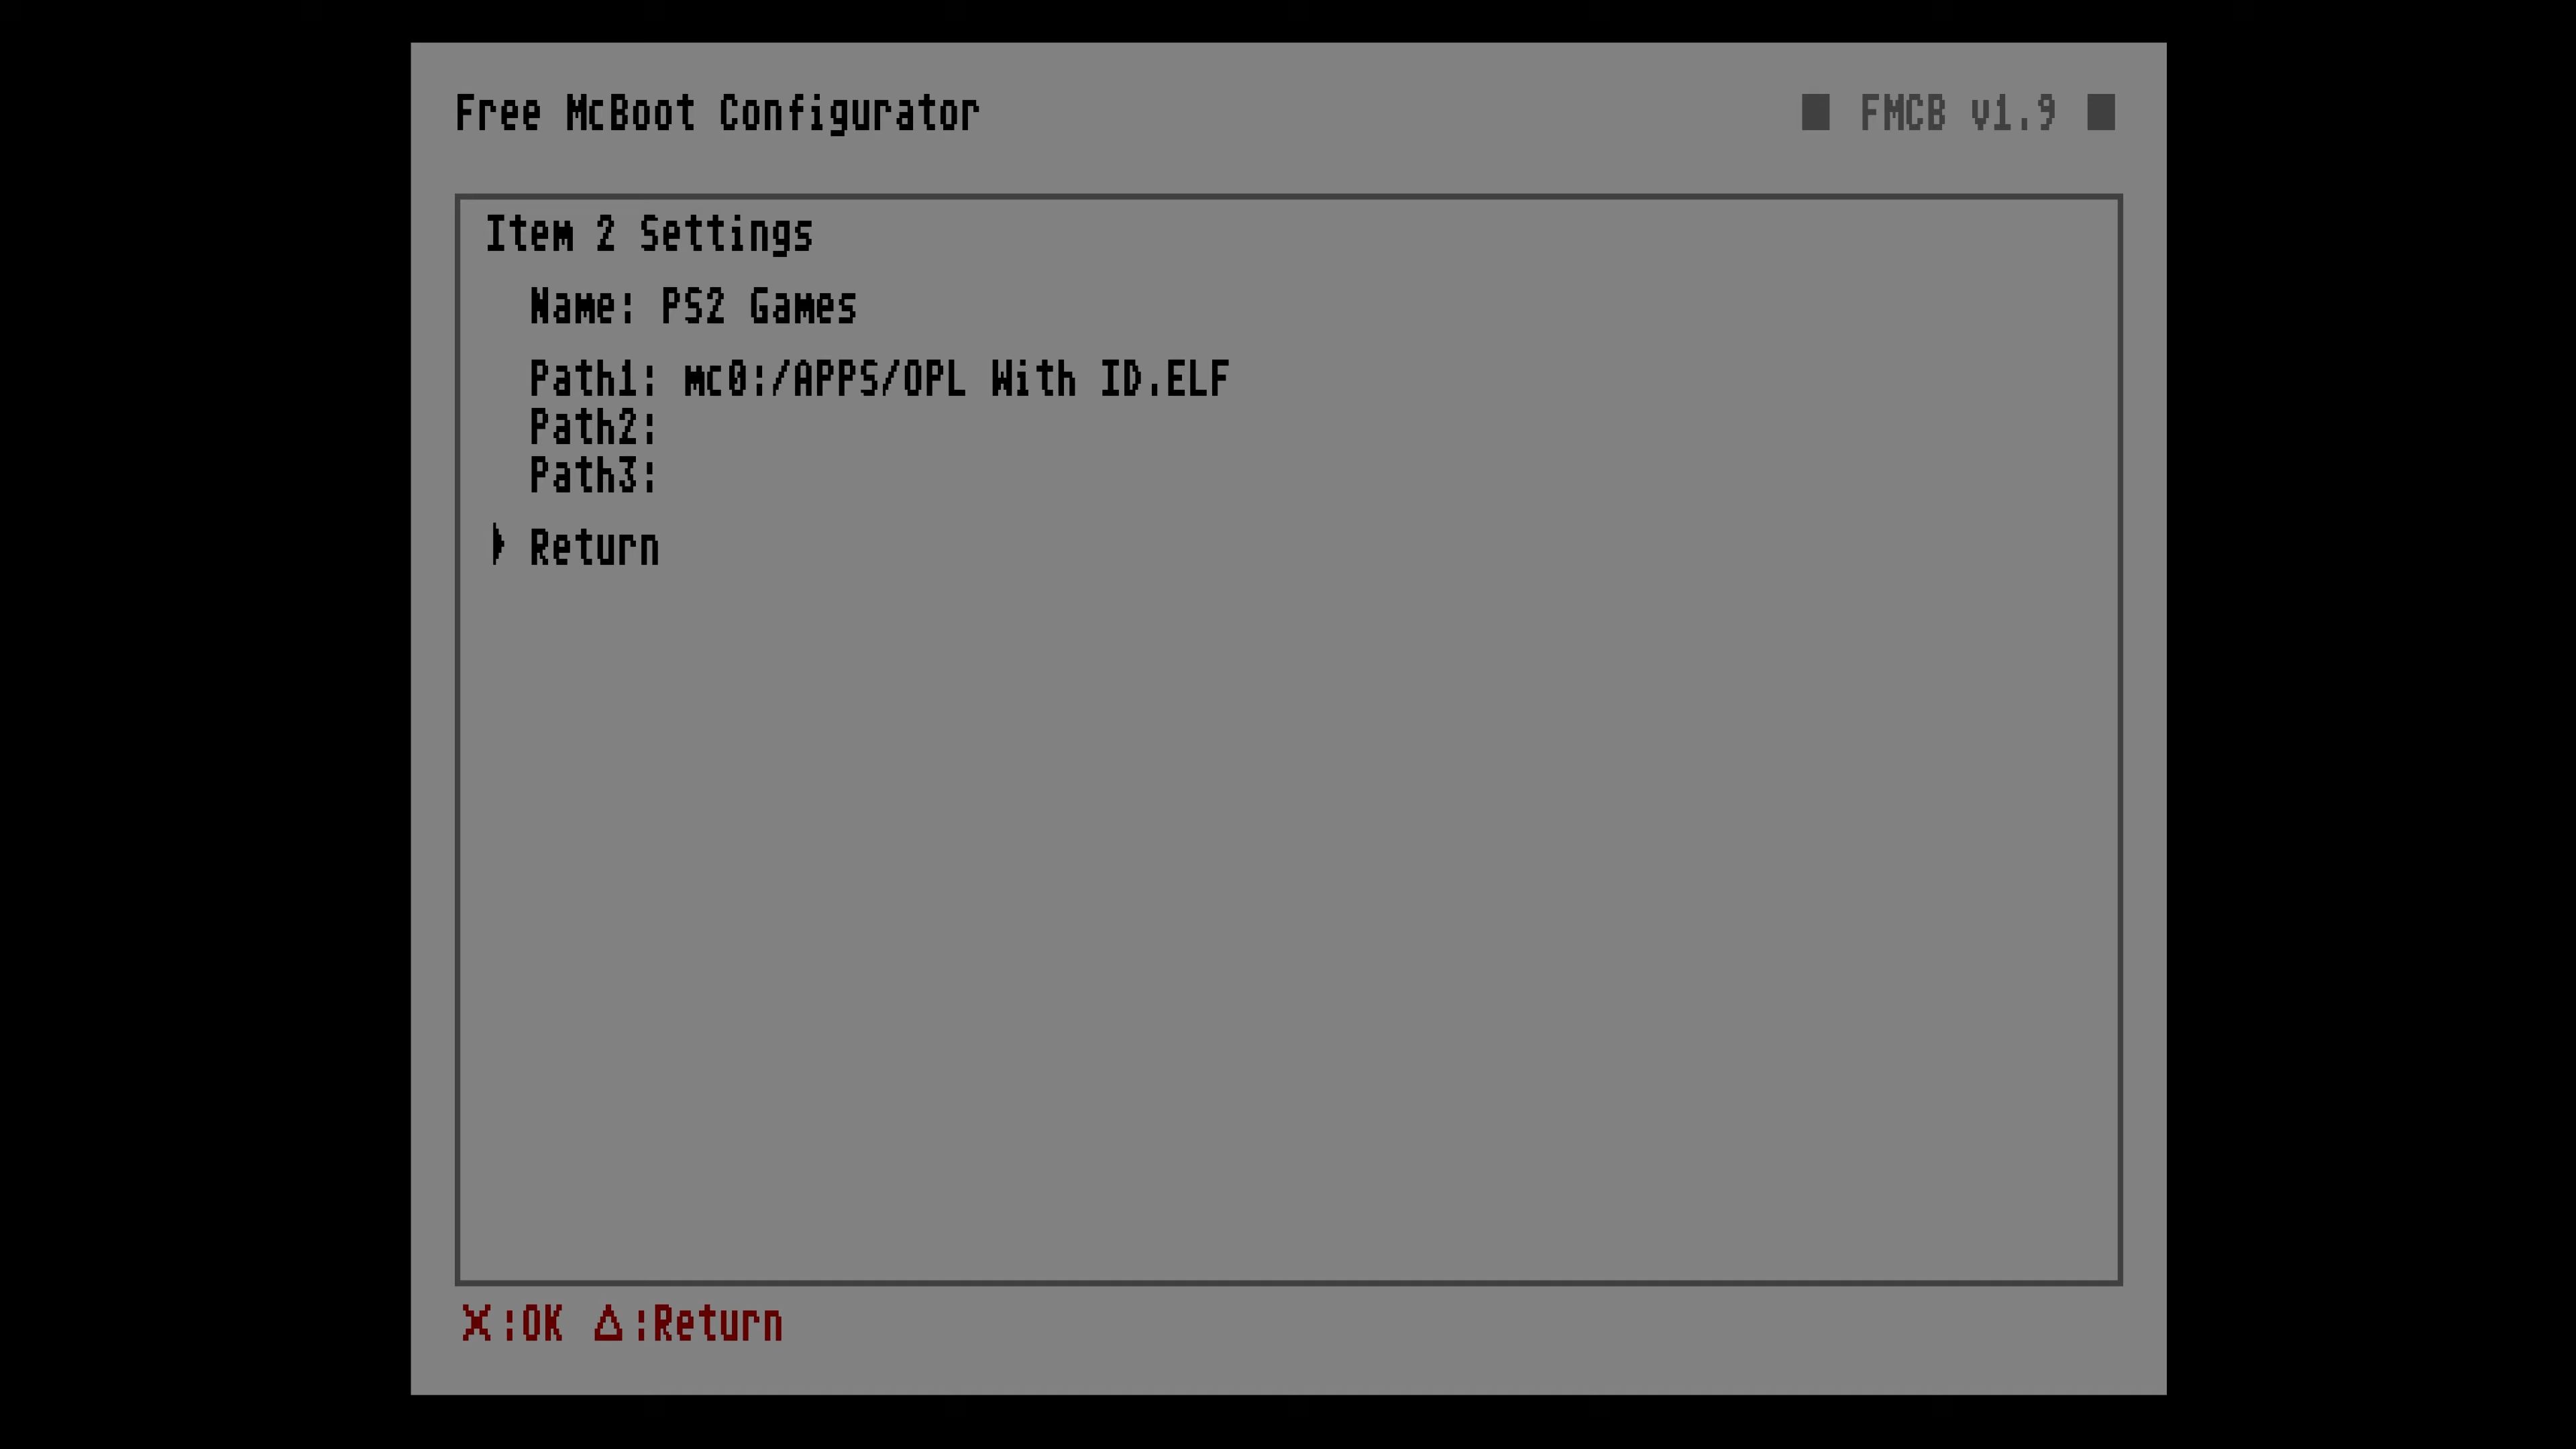 Free McBoot Configurator
■ FMCB v1.9 ■
Item 2 Settings
Name: PS2 Games
Path1: mc0:/APPS/OPL With ID.ELF
Path2:
Path3:
Return
X:OK △:Return